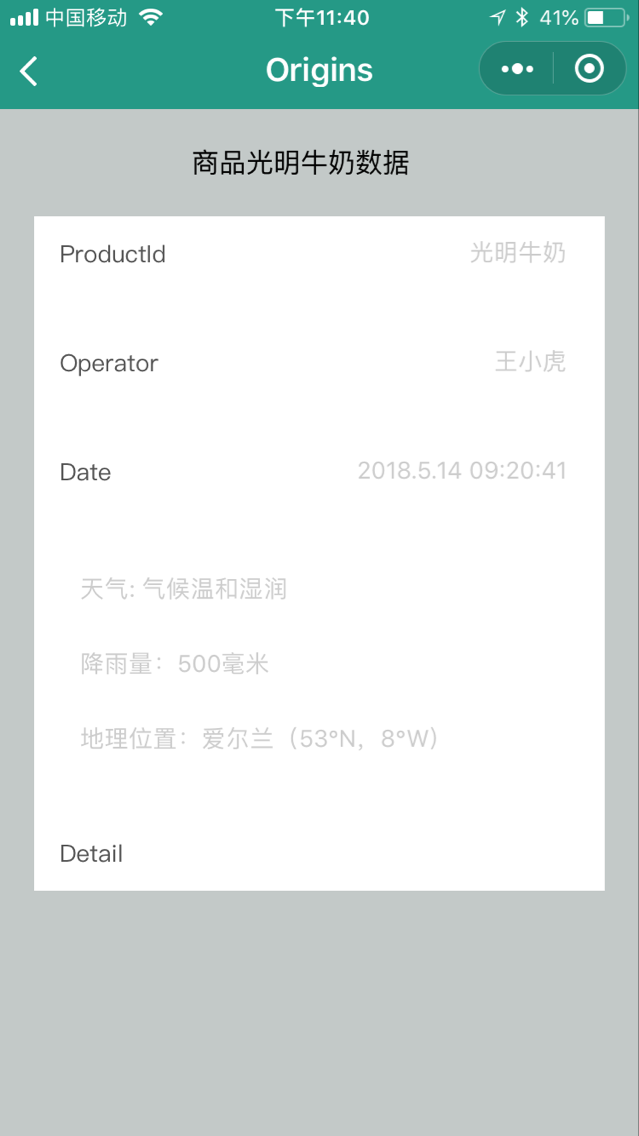 中国移动 下午11:40 41%
Origins
商品光明牛奶数据
ProductId 光明牛奶
Operator 王小虎
Date 2018.5.14 09:20:41
天气: 气候温和湿润
降雨量：500毫米
地理位置：爱尔兰（53°N，8°W）
Detail